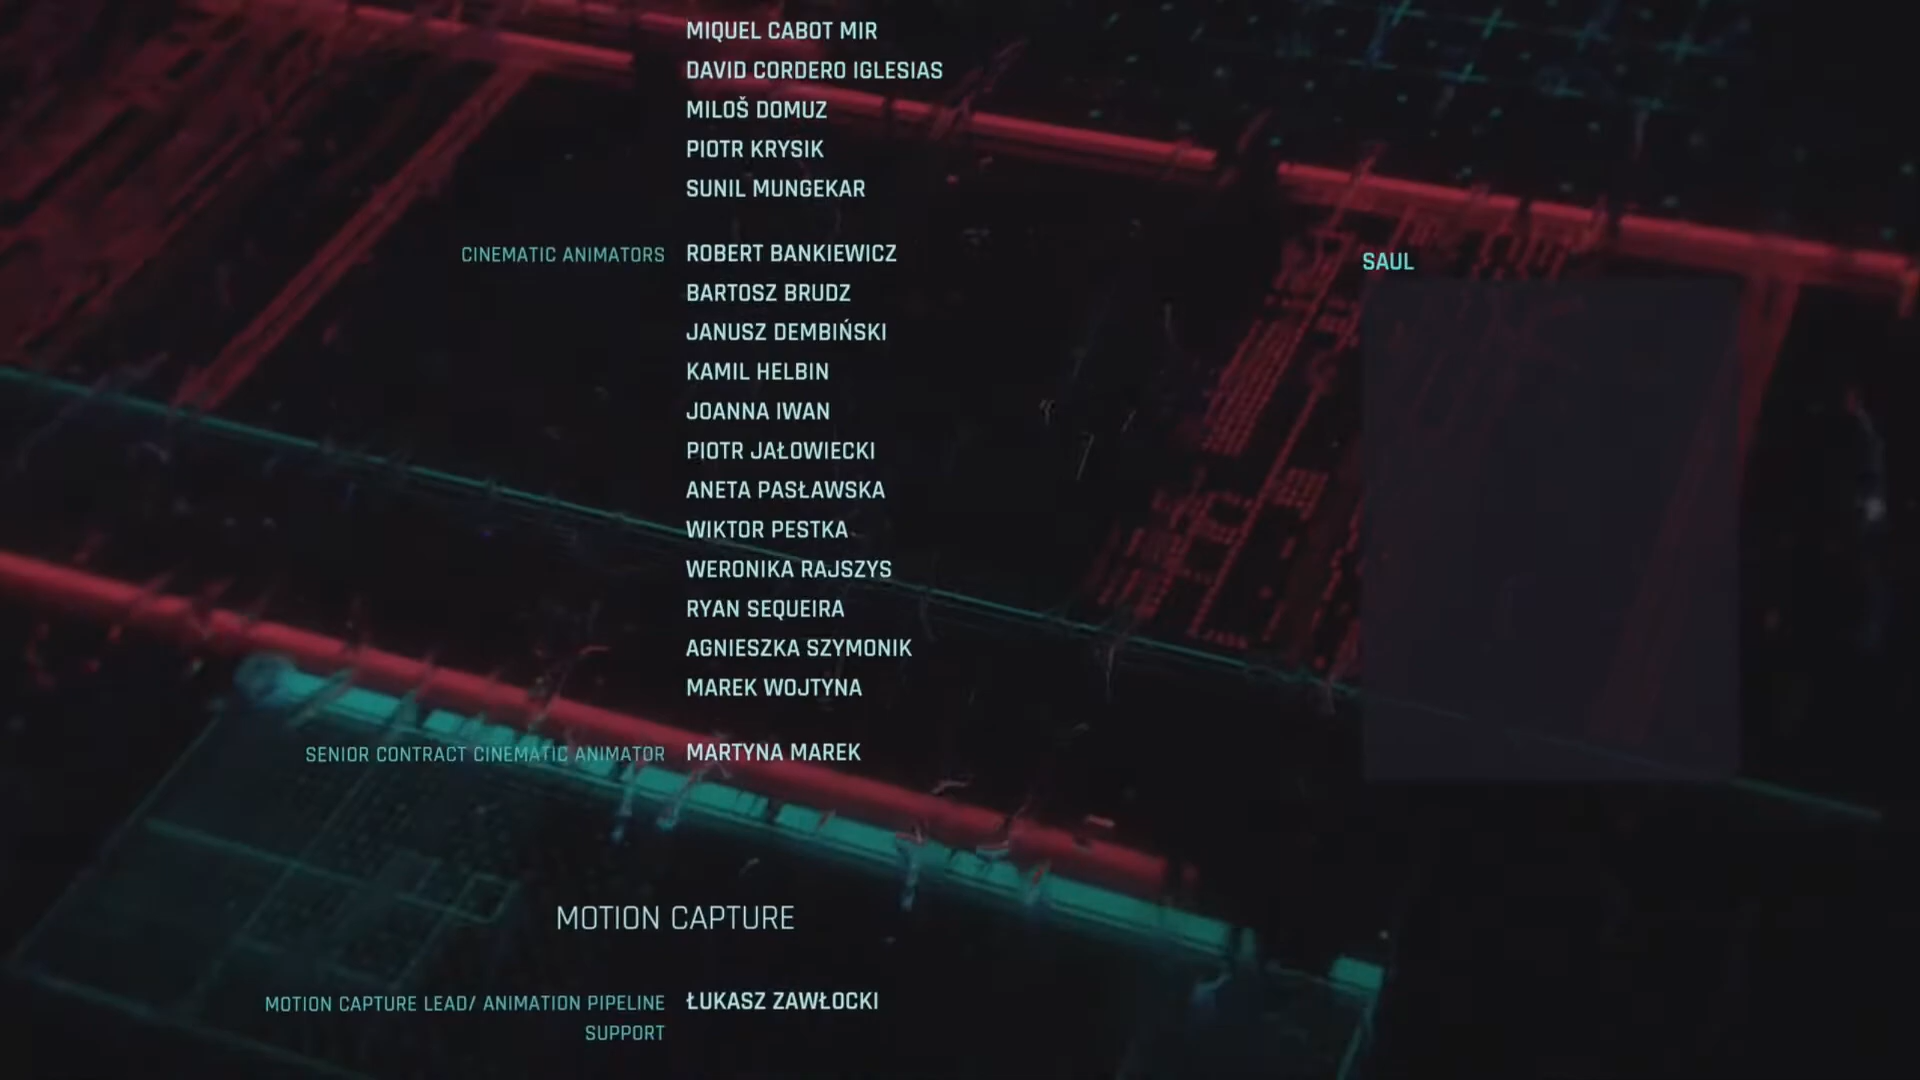 MIQUEL CABOT MIR
DAVID CORDERO IGLESIAS
MILOŠ DOMUZ
PIOTR KRYSIK
SUNIL MUNGEKAR
CINEMATIC ANIMATORS ROBERT BANKIEWICZ
BARTOSZ BRUDZ
JANUSZ DEMBIŃSKI
KAMIL HELBIN
JOANNA IWAN
PIOTR JAŁOWIECKI
ANETA PASŁAWSKA
WIKTOR PESTKA
WERONIKA RAJSZYS
RYAN SEQUEIRA
AGNIESZKA SZYMONIK
MAREK WOJTYNA
SENIOR CONTRACT CINEMATIC ANIMATOR MARTYNA MAREK
MOTION CAPTURE
MOTION CAPTURE LEAD/ ANIMATION PIPELINE ŁUKASZ ZAWŁOCKI
SUPPORT
SAUL